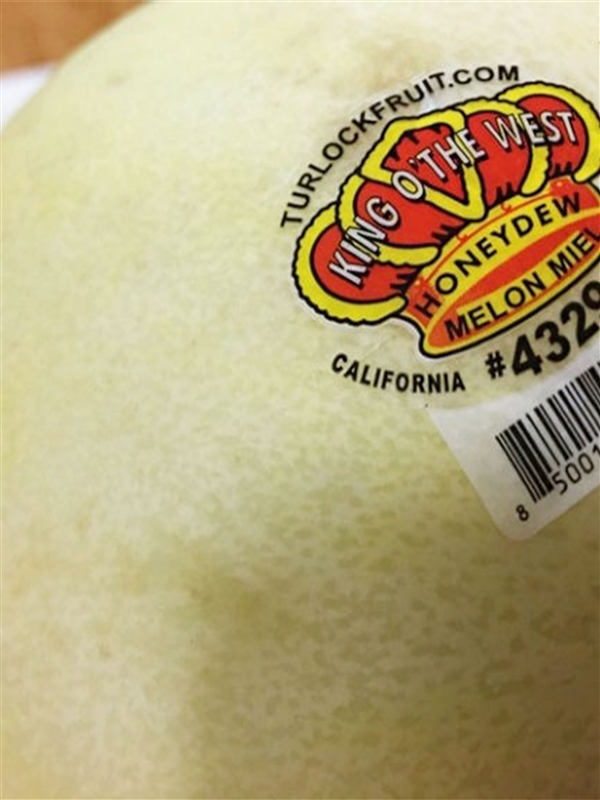 TURLOCKFRUIT.COM
KING O'THE WEST
HONEYDEW
MELON MIEL
CALIFORNIA #4329
8 5001